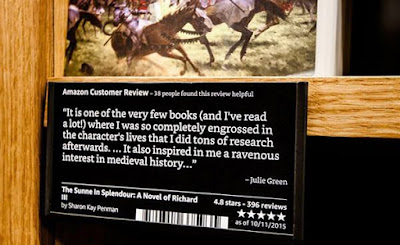 Amazon Customer Review – 38 people found this review helpful
“It is one of the very few books (and I've read
a lot!) where I was so completely engrossed in
the character's lives that I did tons of research
afterwards. ... It also inspired in me a ravenous
interest in medieval history...”
– Julie Green
The Sunne In Splendour: A Novel of Richard
III
by Sharon Kay Penman
4.8 stars – 396 reviews
★★★★★
as of 10/11/2015